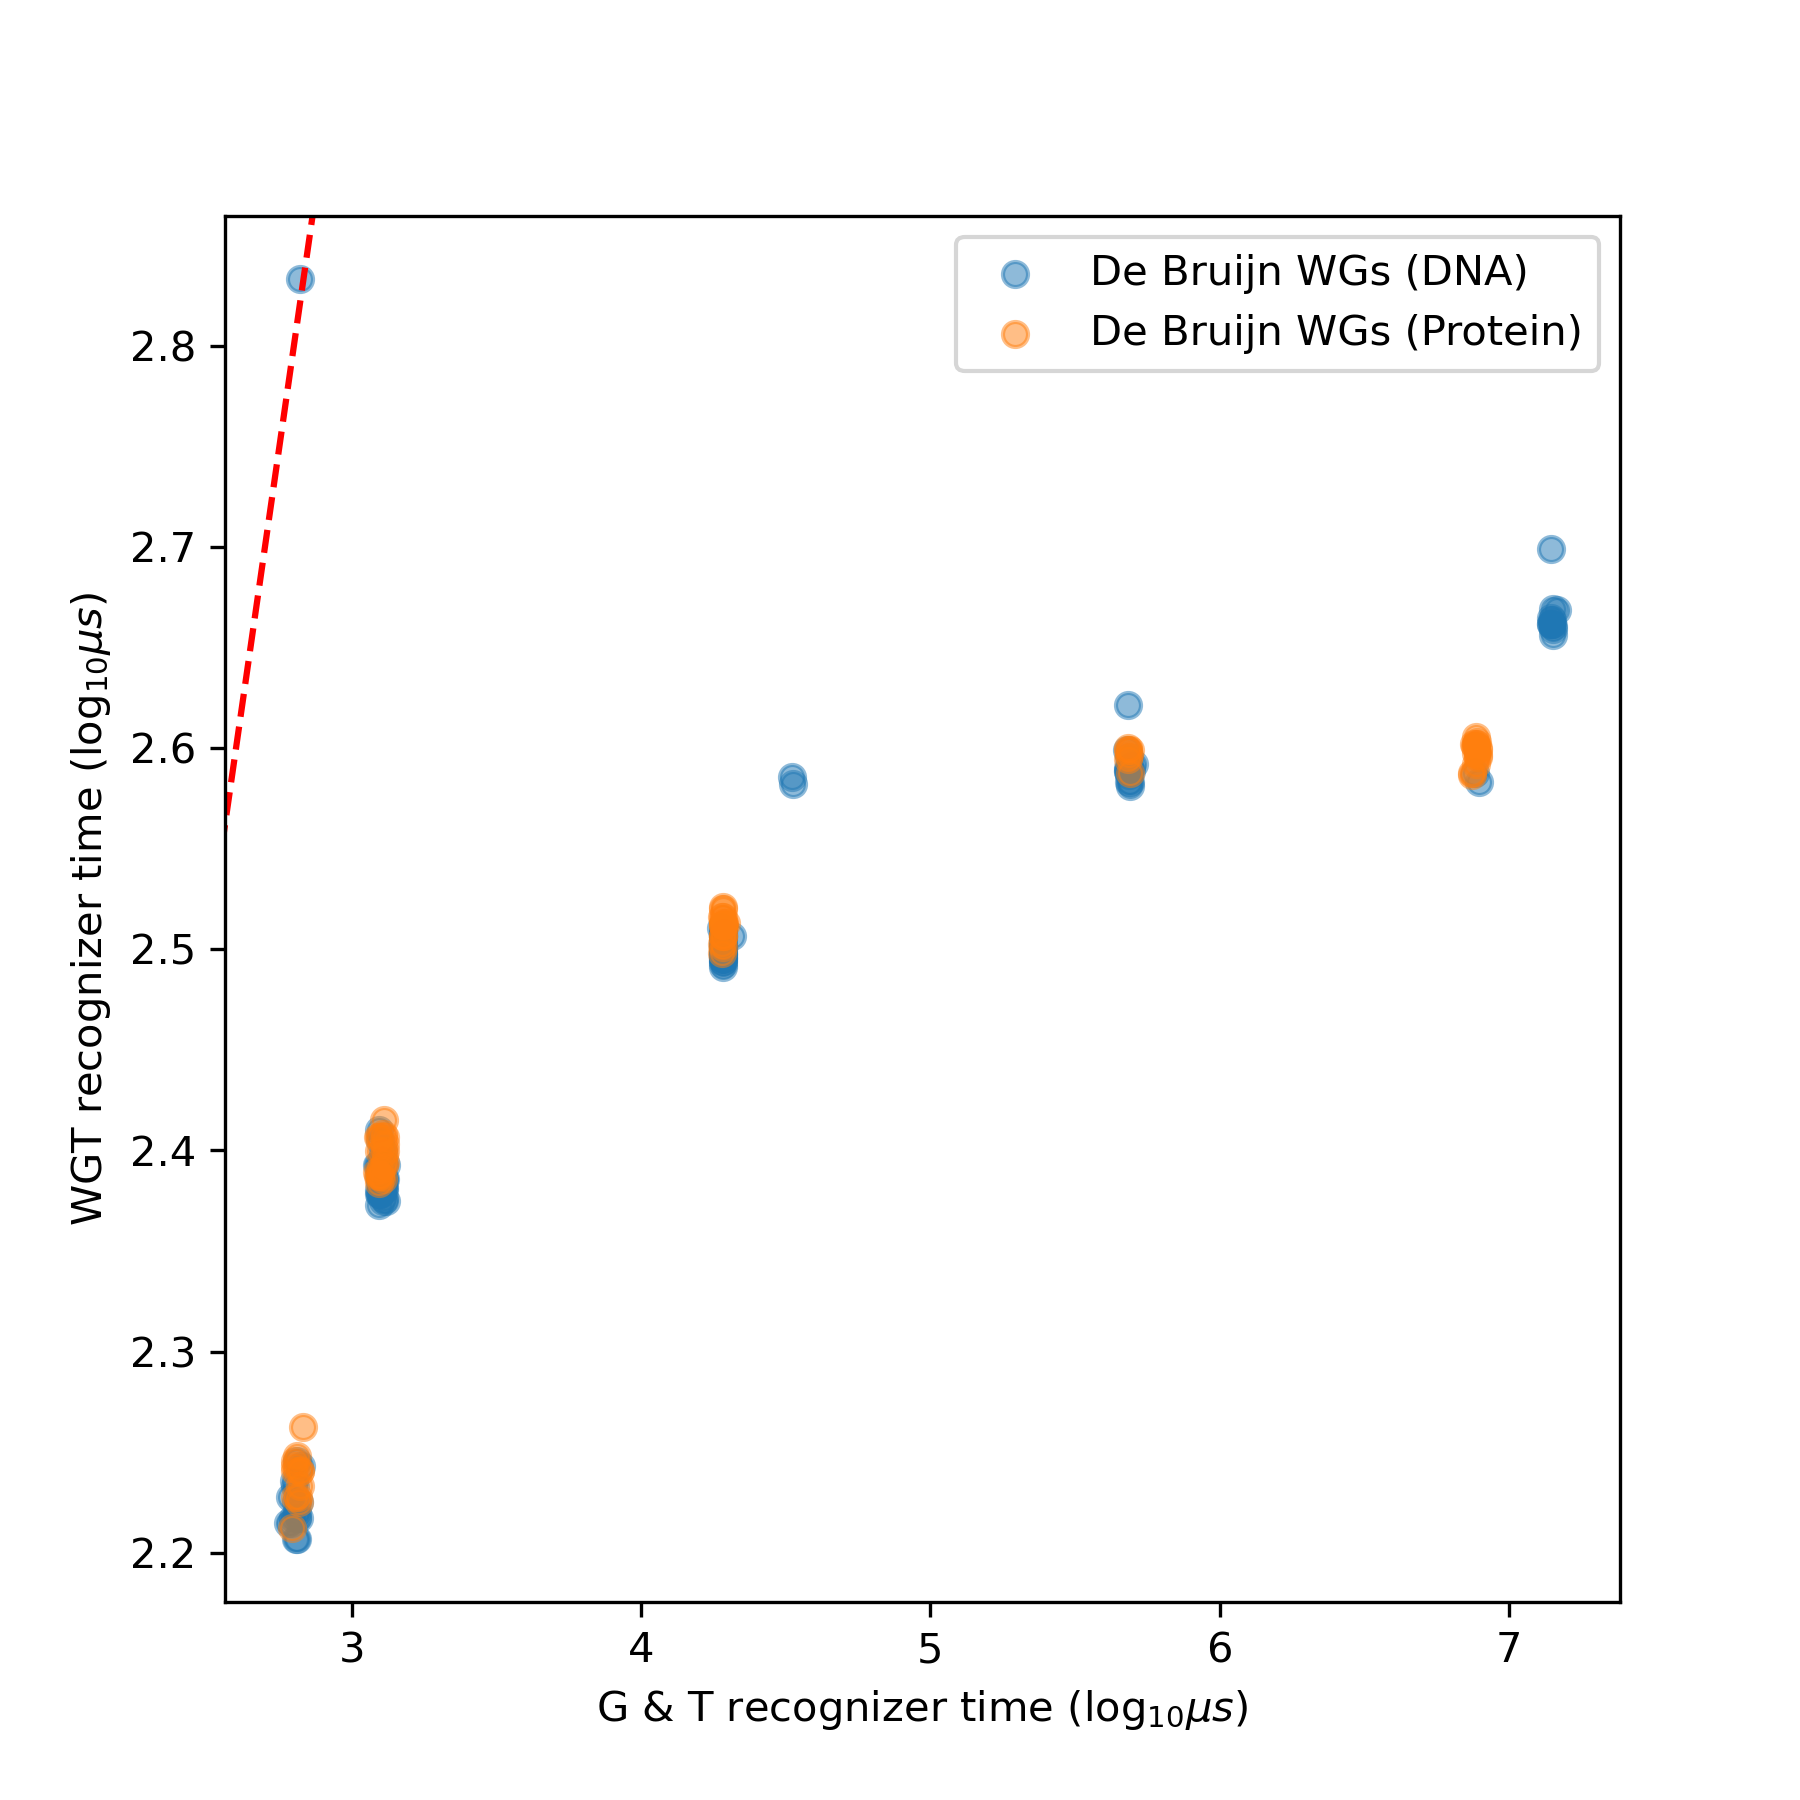 De Bruijn WGs (DNA)
De Bruijn WGs (Protein)
WGT recognizer time (log₁₀μs)
2.8
2.7
2.6
2.5
2.4
2.3
2.2
3 4 5 6 7
G & T recognizer time (log₁₀μs)